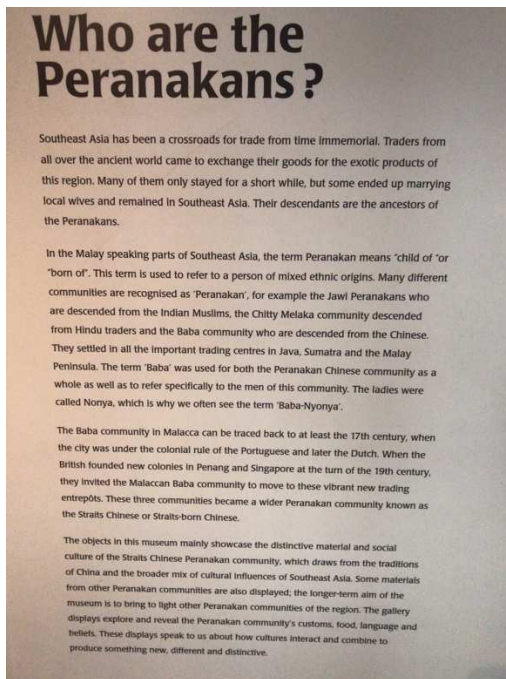 Who are the
Peranakans?
Southeast Asia has been a crossroads for trade from time immemorial. Traders from
all over the ancient world came to exchange their goods for the exotic products of
this region. Many of them only stayed for a short while, but some ended up marrying
local wives and remained in Southeast Asia. Their descendants are the ancestors of
the Peranakans.
In the Malay speaking parts of Southeast Asia, the term Peranakan means "child of "or
"born of". This term is used to refer to a person of mixed ethnic origins. Many different
communities are recognised as 'Peranakan', for example the Jawi Peranakans who
are descended from the Indian Muslims, the Chitty Melaka community descended
from Hindu traders and the Baba community who are descended from the Chinese.
They settled in all the important trading centres in Java, Sumatra and the Malay
Peninsula. The term 'Baba' was used for both the Peranakan Chinese community as a
whole as well as to refer specifically to the men of this community. The ladies were
called Nonya, which is why we often see the term 'Baba-Nyonya'.
The Baba community in Malacca can be traced back to at least the 17th century, when
the city was under the colonial rule of the Portuguese and later the Dutch. When the
British founded new colonies in Penang and Singapore at the turn of the 19th century,
they invited the Malaccan Baba community to move to these vibrant new trading
entrepôts. These three communities became a wider Peranakan community known as
the Straits Chinese or Straits-born Chinese.
The objects in this museum mainly showcase the distinctive material and social
culture of the Straits Chinese Peranakan community, which draws from the traditions
of China and the broader mix of cultural influences of Southeast Asia. Some materials
from other Peranakan communities are also displayed; the longer-term aim of the
museum is to bring to light other Peranakan communities of the region. The gallery
displays explore and reveal the Peranakan community's customs, food, language and
beliefs. These displays speak to us about how cultures interact and combine to
produce something new, different and distinctive.